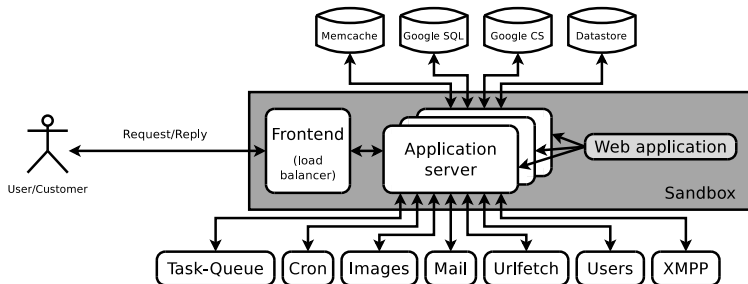 Memcache
Google SQL
Google CS
Datastore
Request/Reply
User/Customer
Frontend
(load
balancer)
Application
server
Web application
Sandbox
Task-Queue
Cron
Images
Mail
Urlfetch
Users
XMPP